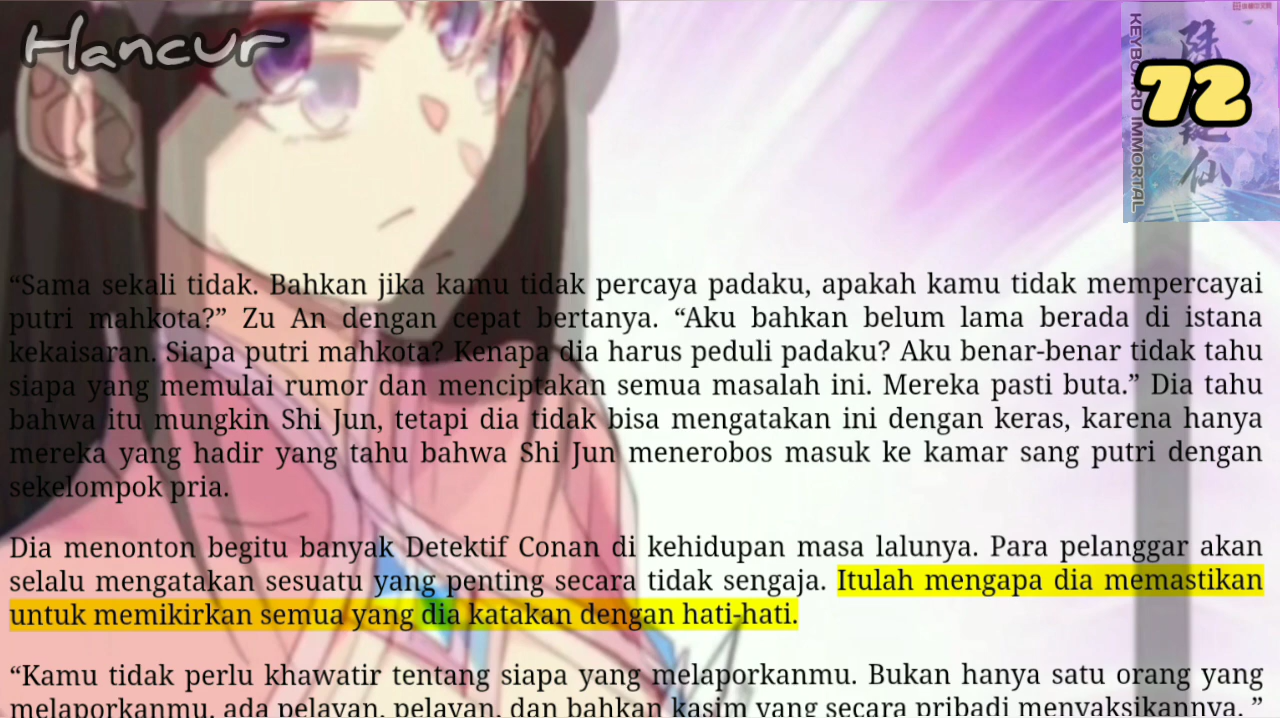 Hancur
72
KEYBOARD IMMORTAL
“Sama sekali tidak. Bahkan jika kamu tidak percaya padaku, apakah kamu tidak mempercayai
putri mahkota?” Zu An dengan cepat bertanya. “Aku bahkan belum lama berada di istana
kekaisaran. Siapa putri mahkota? Kenapa dia harus peduli padaku? Aku benar-benar tidak tahu
siapa yang memulai rumor dan menciptakan semua masalah ini. Mereka pasti buta.” Dia tahu
bahwa itu mungkin Shi Jun, tetapi dia tidak bisa mengatakan ini dengan keras, karena hanya
mereka yang hadir yang tahu bahwa Shi Jun menerobos masuk ke kamar sang putri dengan
sekelompok pria.
Dia menonton begitu banyak Detektif Conan di kehidupan masa lalunya. Para pelanggar akan
selalu mengatakan sesuatu yang penting secara tidak sengaja. Itulah mengapa dia memastikan
untuk memikirkan semua yang dia katakan dengan hati-hati.
“Kamu tidak perlu khawatir tentang siapa yang melaporkanmu. Bukan hanya satu orang yang
melaporkanmu, ada pelayan, pelayan, dan bahkan kasim yang secara pribadi menyaksikannya. ”